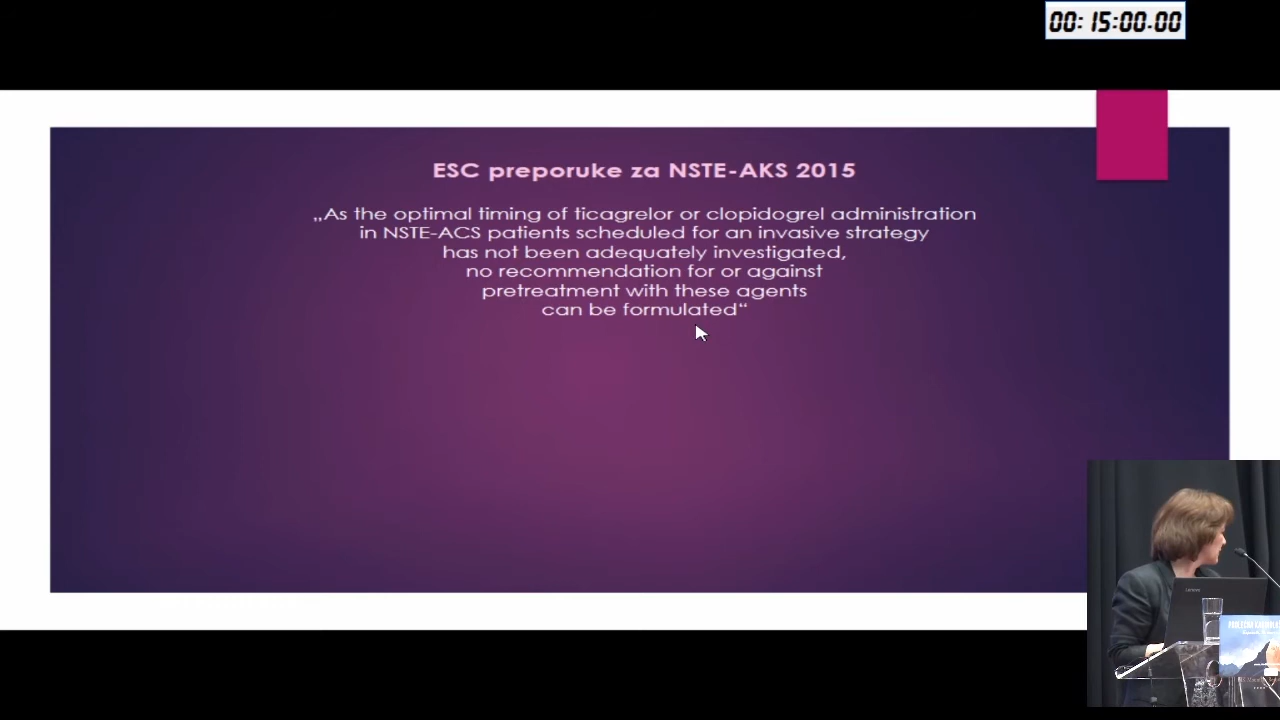 00:15:00.00
ESC preporuke za NSTE-AKS 2015
„As the optimal timing of ticagrelor or clopidogrel administration
in NSTE-ACS patients scheduled for an invasive strategy
has not been adequately investigated,
no recommendation for or against
pretreatment with these agents
can be formulated“
Lenovo